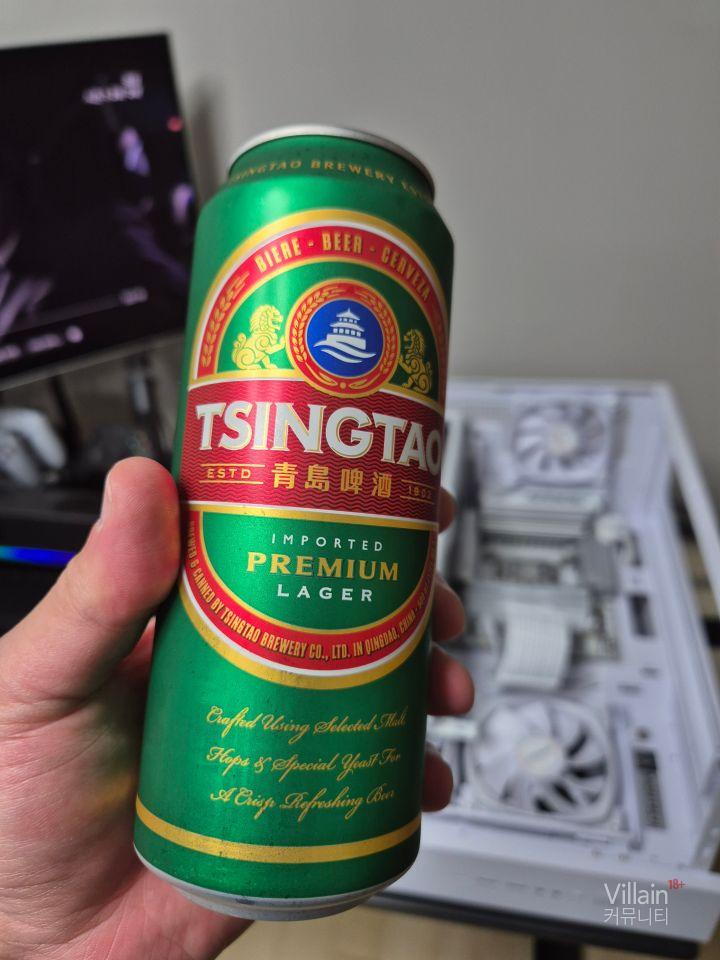 TSINGTAO BREWERY
BIERE · BEER · CERVEZA
TSINGTAO
ESTD 青島啤酒 1903
IMPORTED
PREMIUM
LAGER
BREWED & CANNED BY TSINGTAO BREWERY CO., LTD. IN QINGDAO, CHINA
Crafted Using Selected Malt,
Hops & Special Yeast For
A Crisp Refreshing Beer
Villain 18+
커뮤니티